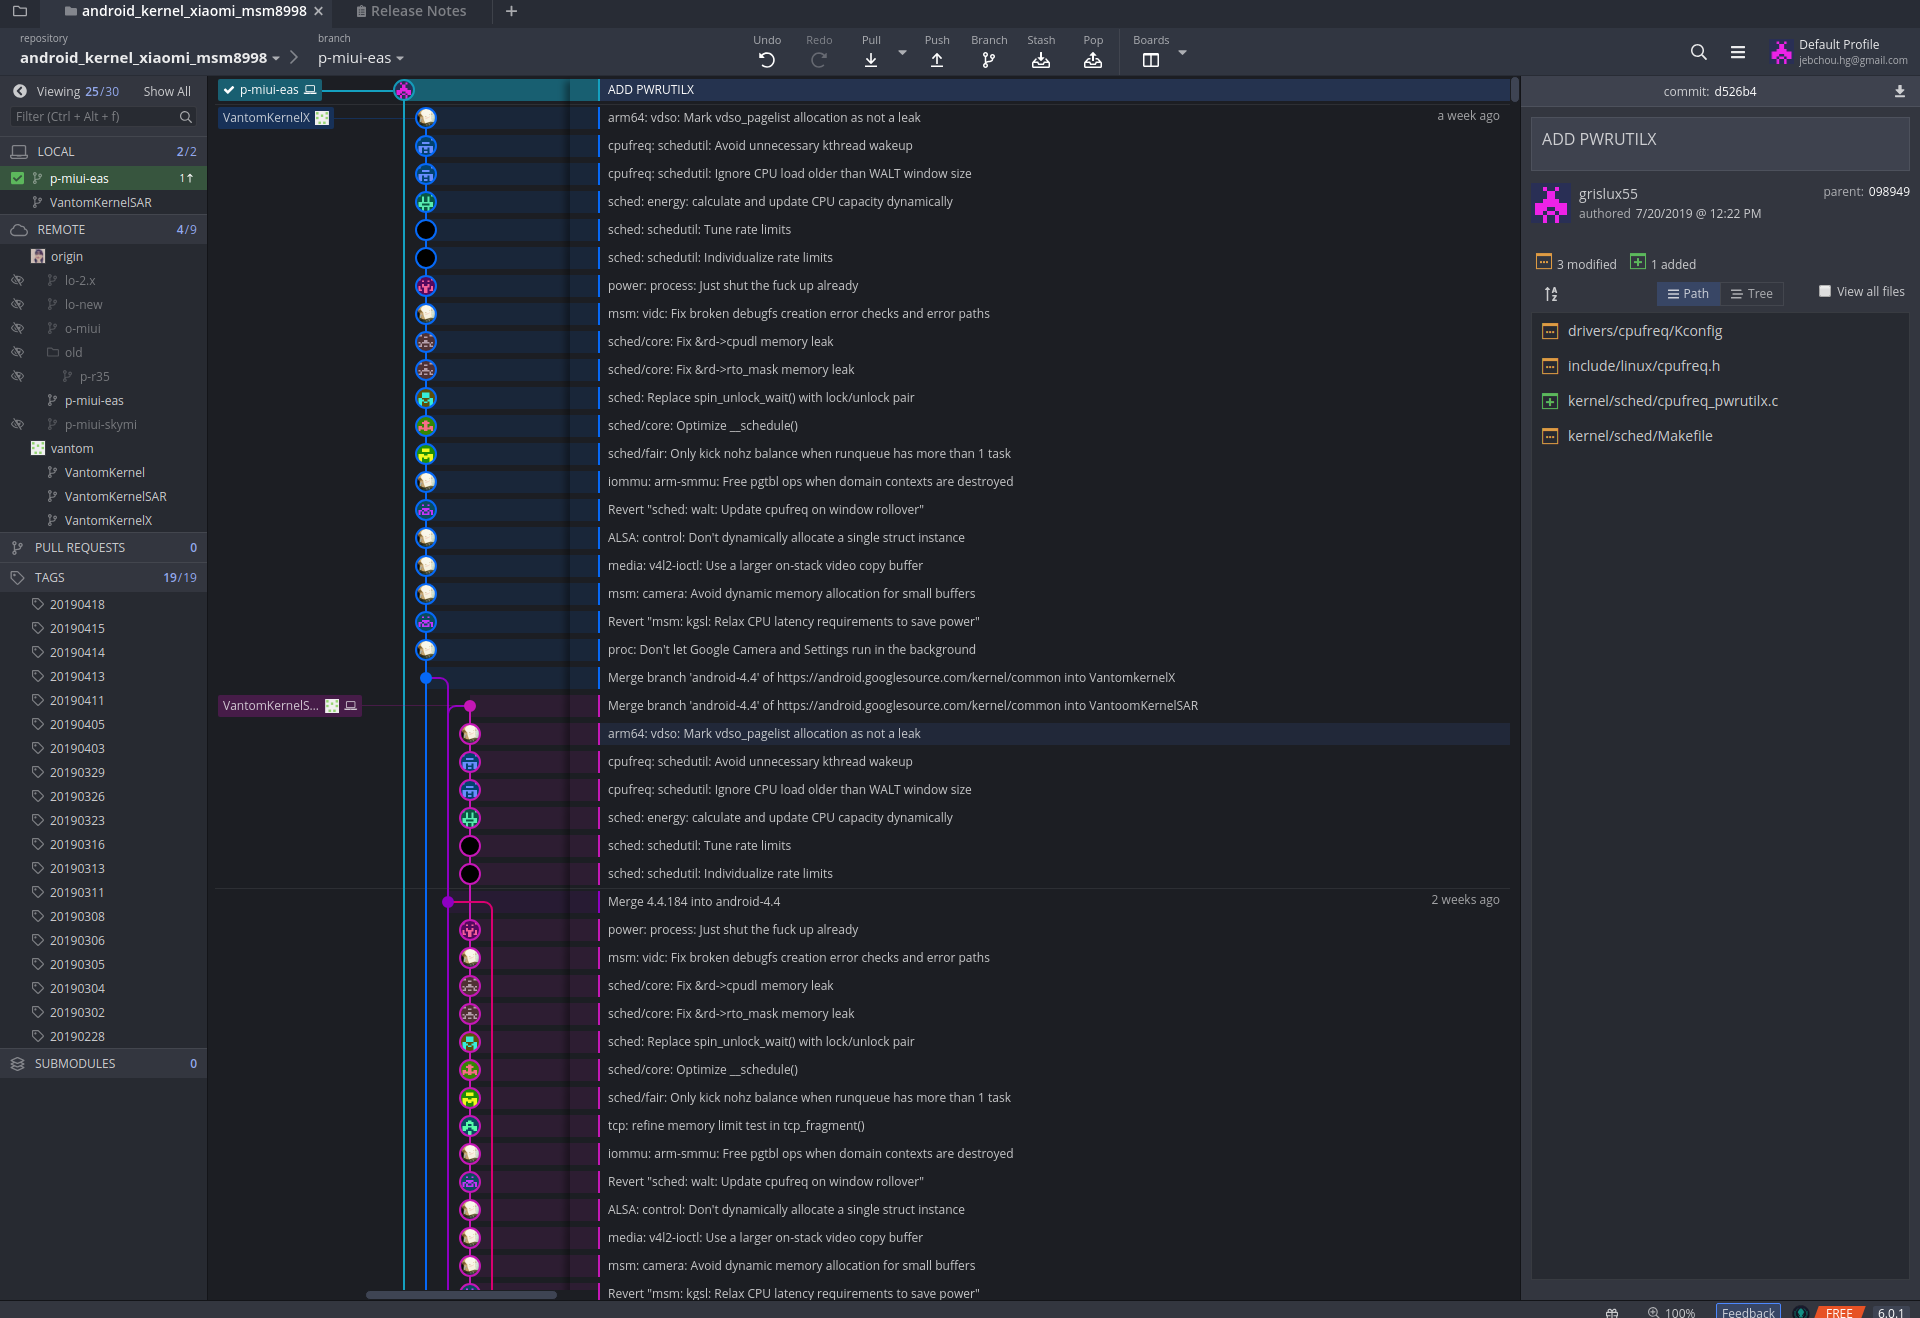 android_kernel_xiaomi_msm8998
Release Notes
repository
android_kernel_xiaomi_msm8998
branch
p-miui-eas
Undo
Redo
Pull
Push
Branch
Stash
Pop
Boards
Default Profile
jebchou.hg@gmail.com
Viewing 25/30
Show All
Filter (Ctrl + Alt + f)
LOCAL 2/2
p-miui-eas 1↑
VantomKernelSAR
REMOTE 4/9
origin
lo-2.x
lo-new
o-miui
old
p-r35
p-miui-eas
p-miui-skymi
vantom
VantomKernel
VantomKernelSAR
VantomKernelX
PULL REQUESTS 0
TAGS 19/19
20190418
20190415
20190414
20190413
20190411
20190405
20190403
20190329
20190326
20190323
20190316
20190313
20190311
20190308
20190306
20190305
20190304
20190302
20190228
SUBMODULES 0
p-miui-eas ADD PWRUTILX
VantomKernelX arm64: vdso: Mark vdso_pagelist allocation as not a leak a week ago
cpufreq: schedutil: Avoid unnecessary kthread wakeup
cpufreq: schedutil: Ignore CPU load older than WALT window size
sched: energy: calculate and update CPU capacity dynamically
sched: schedutil: Tune rate limits
sched: schedutil: Individualize rate limits
power: process: Just shut the fuck up already
msm: vidc: Fix broken debugfs creation error checks and error paths
sched/core: Fix &rd->cpudl memory leak
sched/core: Fix &rd->rto_mask memory leak
sched: Replace spin_unlock_wait() with lock/unlock pair
sched/core: Optimize __schedule()
sched/fair: Only kick nohz balance when runqueue has more than 1 task
iommu: arm-smmu: Free pgtbl ops when domain contexts are destroyed
Revert "sched: walt: Update cpufreq on window rollover"
ALSA: control: Don't dynamically allocate a single struct instance
media: v4l2-ioctl: Use a larger on-stack video copy buffer
msm: camera: Avoid dynamic memory allocation for small buffers
Revert "msm: kgsl: Relax CPU latency requirements to save power"
proc: Don't let Google Camera and Settings run in the background
Merge branch 'android-4.4' of https://android.googlesource.com/kernel/common into VantomkernelX
VantomKernelS... Merge branch 'android-4.4' of https://android.googlesource.com/kernel/common into VantoomKernelSAR
arm64: vdso: Mark vdso_pagelist allocation as not a leak
cpufreq: schedutil: Avoid unnecessary kthread wakeup
cpufreq: schedutil: Ignore CPU load older than WALT window size
sched: energy: calculate and update CPU capacity dynamically
sched: schedutil: Tune rate limits
sched: schedutil: Individualize rate limits
Merge 4.4.184 into android-4.4 2 weeks ago
power: process: Just shut the fuck up already
msm: vidc: Fix broken debugfs creation error checks and error paths
sched/core: Fix &rd->cpudl memory leak
sched/core: Fix &rd->rto_mask memory leak
sched: Replace spin_unlock_wait() with lock/unlock pair
sched/core: Optimize __schedule()
sched/fair: Only kick nohz balance when runqueue has more than 1 task
tcp: refine memory limit test in tcp_fragment()
iommu: arm-smmu: Free pgtbl ops when domain contexts are destroyed
Revert "sched: walt: Update cpufreq on window rollover"
ALSA: control: Don't dynamically allocate a single struct instance
media: v4l2-ioctl: Use a larger on-stack video copy buffer
msm: camera: Avoid dynamic memory allocation for small buffers
Revert "msm: kgsl: Relax CPU latency requirements to save power"
commit: d526b4
ADD PWRUTILX
grislux55
parent: 098949
authored 7/20/2019 @ 12:22 PM
3 modified
1 added
Path
Tree
View all files
drivers/cpufreq/Kconfig
include/linux/cpufreq.h
kernel/sched/cpufreq_pwrutilx.c
kernel/sched/Makefile
100%
Feedback
FREE
6.0.1